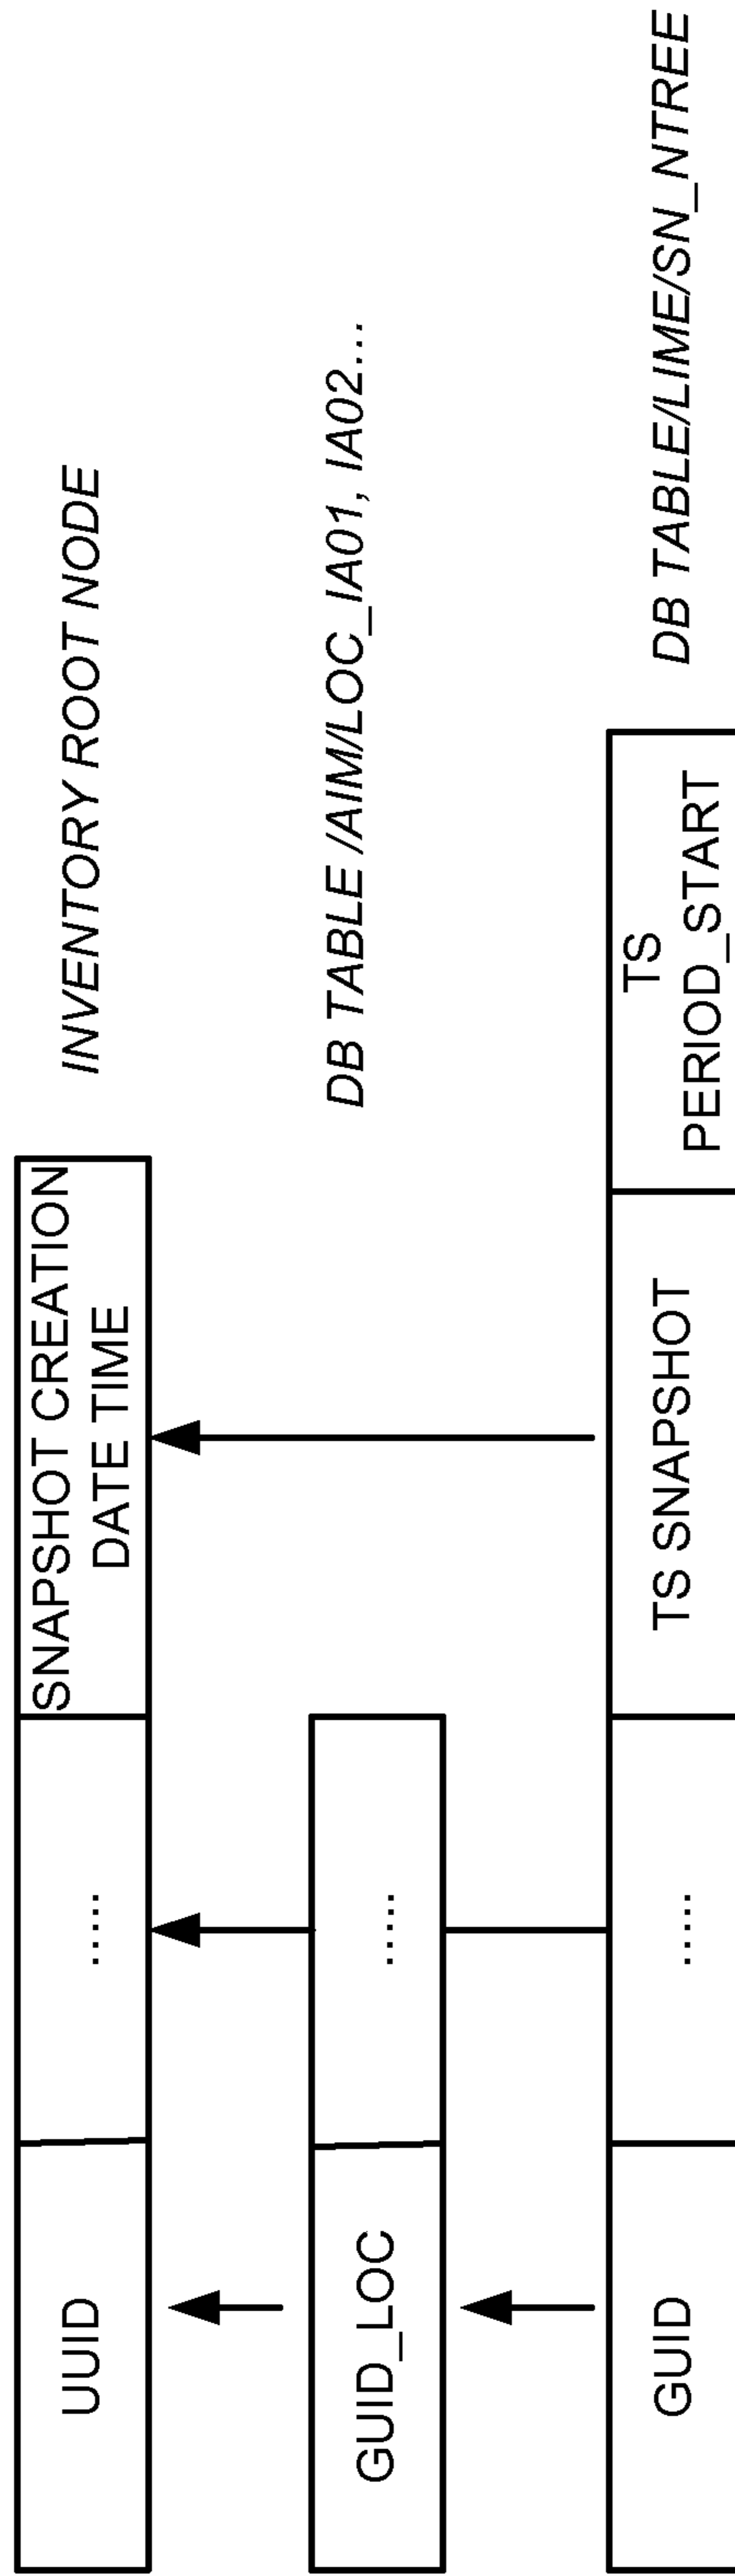 UUID
.....
SNAPSHOT CREATION
DATE TIME
INVENTORY ROOT NODE
GUID_LOC
.....
DB TABLE /AIM/LOC_IA01, IA02...
GUID
.....
TS SNAPSHOT
TS
PERIOD_START
DB TABLE/LIME/SN_NTREE